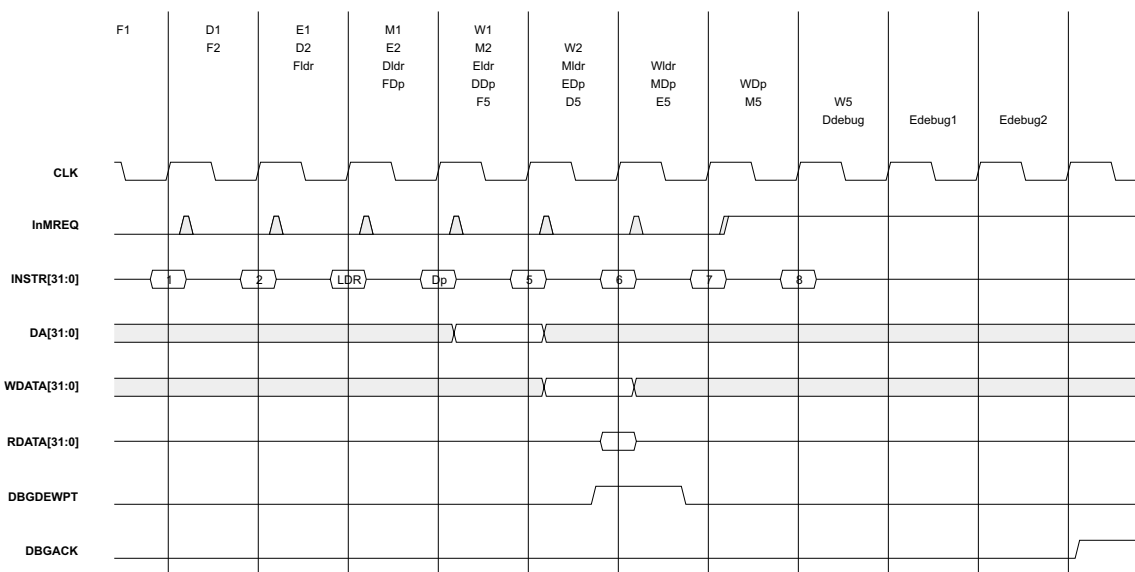 F1 D1 E1 M1 W1
F2 D2 E2 M2 W2
Fldr Dldr Eldr Mldr Wldr
FDp DDp EDp MDp WDp
F5 D5 E5 M5 W5
Ddebug Edebug1 Edebug2
CLK
InMREQ
INSTR[31:0] 1 2 LDR Dp 5 6 7 8
DA[31:0]
WDATA[31:0]
RDATA[31:0]
DBGDEWPT
DBGACK